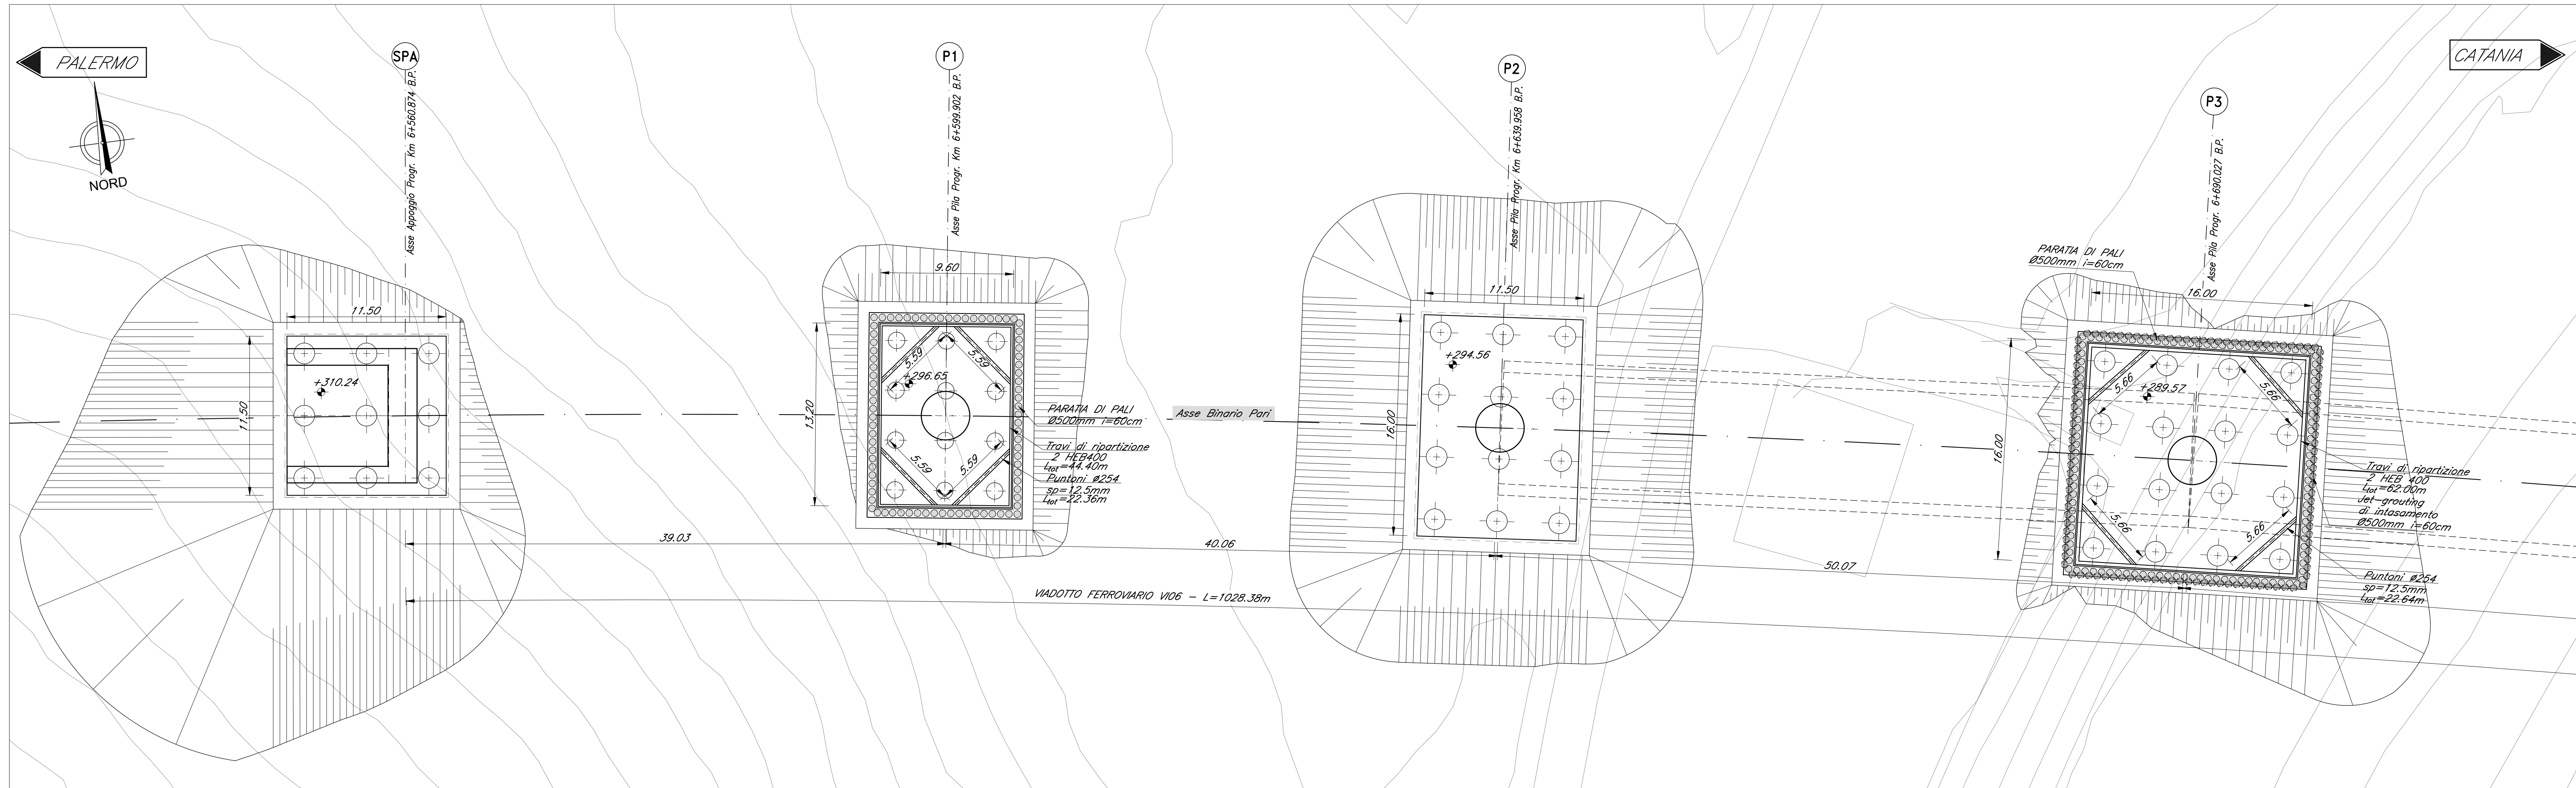 PALERMO
NORD
SPA
Asse Appoggio Progr. Km 6+560.874 B.P.
11.50
11.50
+310.24
P1
Asse Pila Progr. Km 6+599.902 B.P.
9.60
13.20
5.59
5.59
+296.65
5.59
5.59
PARATIA DI PALI
Ø500mm i=60cm
Travi di ripartizione
2 HEB400
Ltot=44.40m
Puntoni Ø254
sp=12.5mm
Ltot=22.36m
Asse Binario Pari
P2
Asse Pila Progr. Km 6+639.958 B.P.
11.50
+294.56
16.00
39.03
40.06
50.07
VIADOTTO FERROVIARIO VI06 - L=1028.38m
CATANIA
P3
Asse Pila Progr. 6+690.027 B.P.
PARATIA DI PALI
Ø500mm i=60cm
16.00
16.00
5.66
+289.57
5.66
5.66
5.66
Travi di ripartizione
2 HEB 400
Ltot=62.00m
Jet-grouting
di intasamento
Ø500mm i=60cm
Puntoni Ø254
sp=12.5mm
Ltot=22.64m